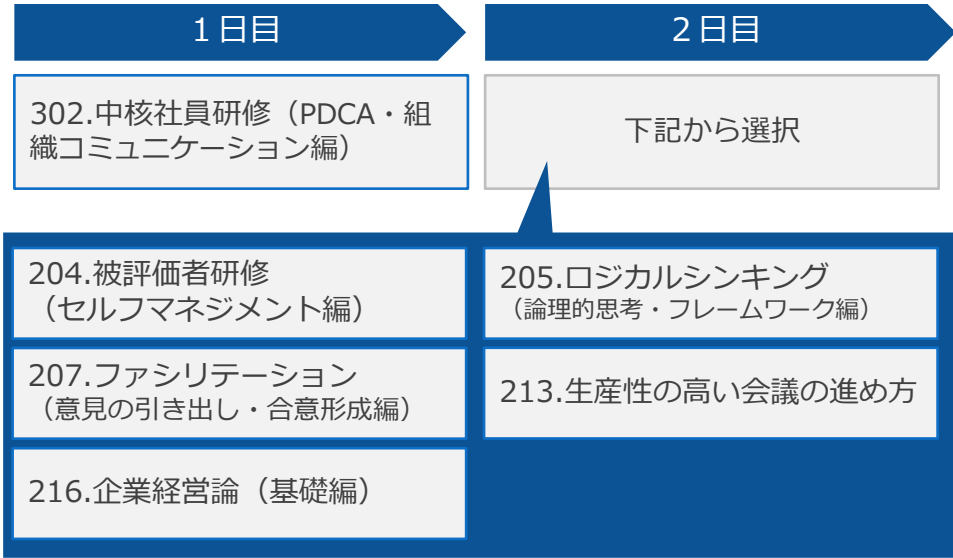 1日目
2日目
302.中核社員研修（PDCA・組
織コミュニケーション編）
下記から選択
204.被評価者研修
（セルフマネジメント編）
205.ロジカルシンキング
（論理的思考・フレームワーク編）
207.ファシリテーション
（意見の引き出し・合意形成編）
213.生産性の高い会議の進め方
216.企業経営論（基礎編）